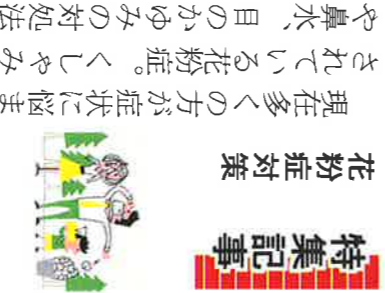 特集記事
花粉症対策
現在多くの方が症状に悩ま
されている花粉症。くしゃみ
や鼻水、目のかゆみの対処法